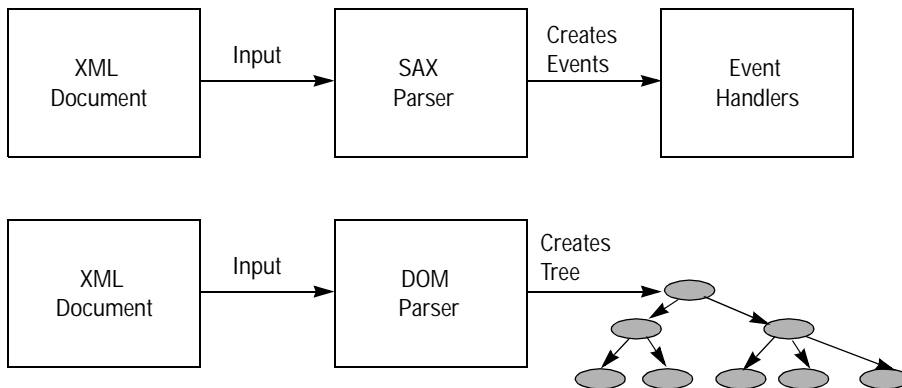 XML
Document
Input
SAX
Parser
Creates
Events
Event
Handlers
XML
Document
Input
DOM
Parser
Creates
Tree